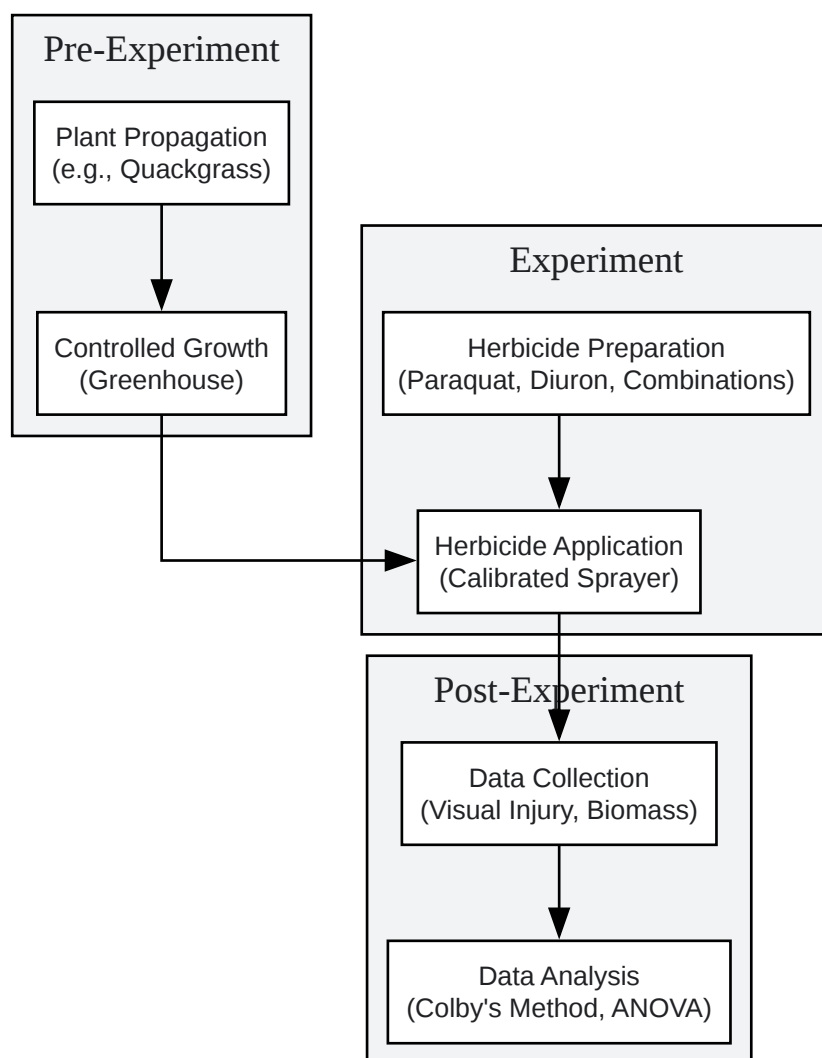 Pre-Experiment
Plant Propagation
(e.g., Quackgrass)
Controlled Growth
(Greenhouse)
Experiment
Herbicide Preparation
(Paraquat, Diuron, Combinations)
Herbicide Application
(Calibrated Sprayer)
Post-Experiment
Data Collection
(Visual Injury, Biomass)
Data Analysis
(Colby's Method, ANOVA)